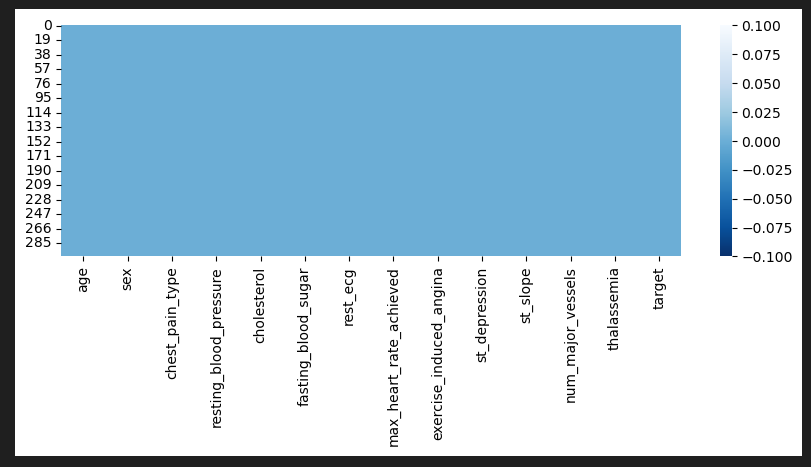 0
19
38
57
76
95
114
133
152
171
190
209
228
247
266
285
age
sex
chest_pain_type
resting_blood_pressure
cholesterol
fasting_blood_sugar
rest_ecg
max_heart_rate_achieved
exercise_induced_angina
st_depression
st_slope
num_major_vessels
thalassemia
target
0.100
0.075
0.050
0.025
0.000
−0.025
−0.050
−0.075
−0.100